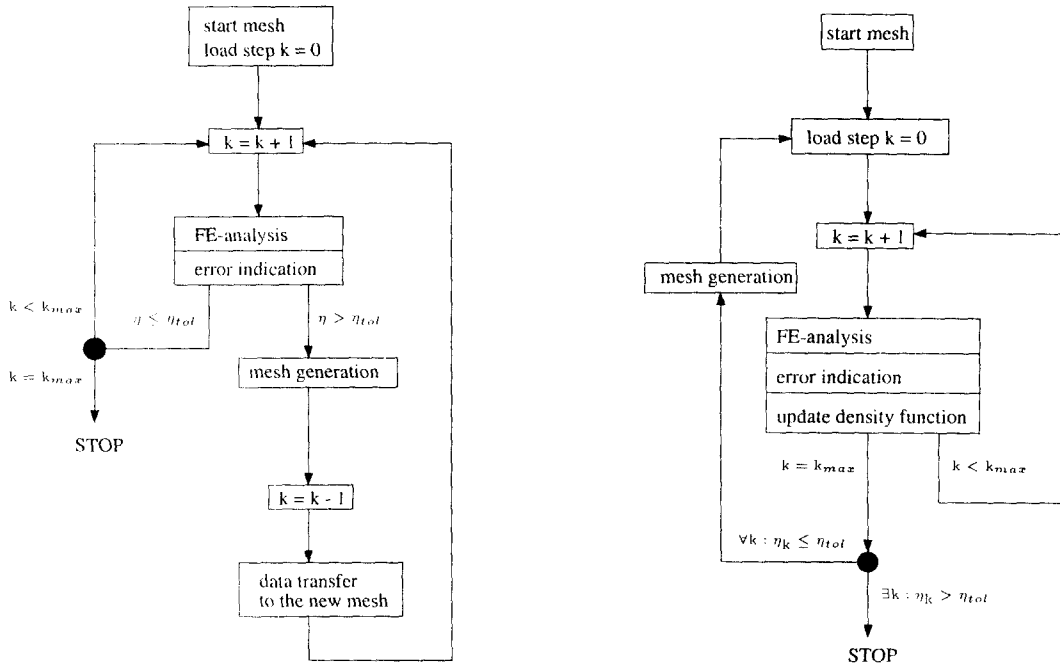 start mesh
load step k = 0
k = k + 1
FE-analysis
error indication
k < k_max
η ≤ η_tol
η > η_tol
k = k_max
STOP
mesh generation
k = k - 1
data transfer
to the new mesh
start mesh
load step k = 0
k = k + 1
mesh generation
FE-analysis
error indication
update density function
k = k_max
k < k_max
∀k : η_k ≤ η_tol
∃k : η_k > η_tol
STOP